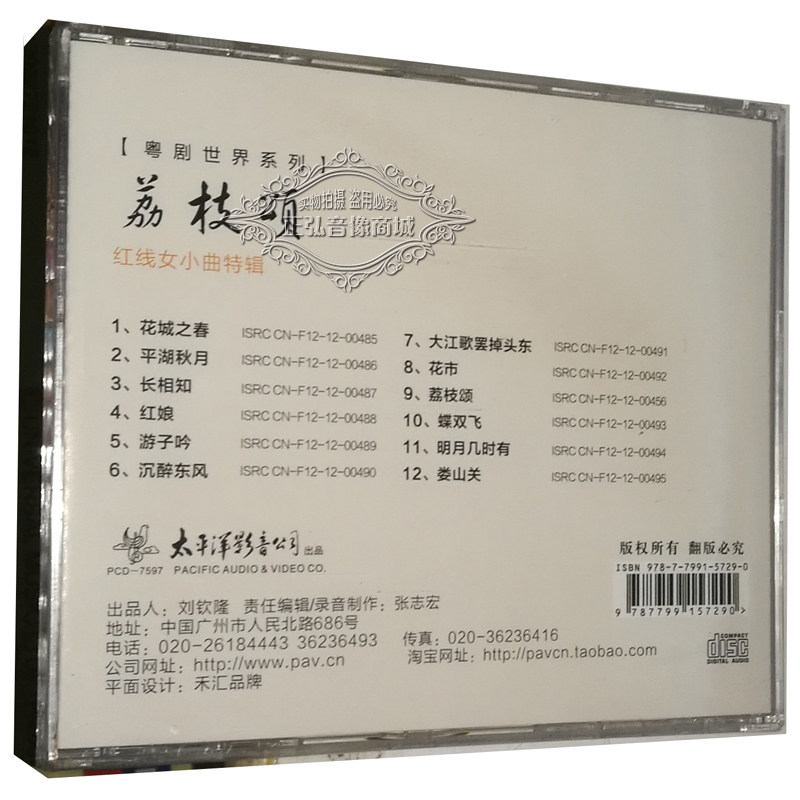 【粤剧世界系列】
荔枝颂
实物拍摄 盗用必究
弘音像商城
红线女小曲特辑
1、花城之春 ISRC CN-F12-12-00485
2、平湖秋月 ISRC CN-F12-12-00486
3、长相知 ISRC CN-F12-12-00487
4、红娘 ISRC CN-F12-12-00488
5、游子吟 ISRC CN-F12-12-00489
6、沉醉东风 ISRC CN-F12-12-00490
7、大江歌罢掉头东 ISRC CN-F12-12-00491
8、花市 ISRC CN-F12-12-00492
9、荔枝颂 ISRC CN-F12-12-00456
10、蝶双飞 ISRC CN-F12-12-00493
11、明月几时有 ISRC CN-F12-12-00494
12、娄山关 ISRC CN-F12-12-00495
太平洋影音公司 出品
PCD-7597 PACIFIC AUDIO & VIDEO CO.
版权所有 翻版必究
ISBN 978-7-7991-5729-0
9 787799 157290 >
出品人：刘钦隆 责任编辑/录音制作：张志宏
地址：中国广州市人民北路686号
电话：020-26184443 36236493 传真：020-36236416
公司网址：http://www.pav.cn 淘宝网址：http://pavcn.taobao.com
平面设计：禾汇品牌
COMPACT
disc
DIGITAL AUDIO